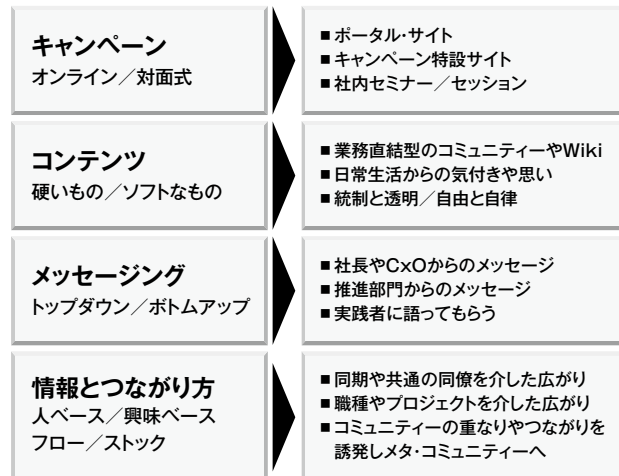 キャンペーン
オンライン／対面式
■ ポータル・サイト
■ キャンペーン特設サイト
■ 社内セミナー／セッション
コンテンツ
硬いもの／ソフトなもの
■ 業務直結型のコミュニティーやWiki
■ 日常生活からの気付きや思い
■ 統制と透明／自由と自律
メッセージング
トップダウン／ボトムアップ
■ 社長やCxOからのメッセージ
■ 推進部門からのメッセージ
■ 実践者に語ってもらう
情報とつながり方
人ベース／興味ベース
フロー／ストック
■ 同期や共通の同僚を介した広がり
■ 職種やプロジェクトを介した広がり
■ コミュニティーの重なりやつながりを
誘発しメタ・コミュニティーへ